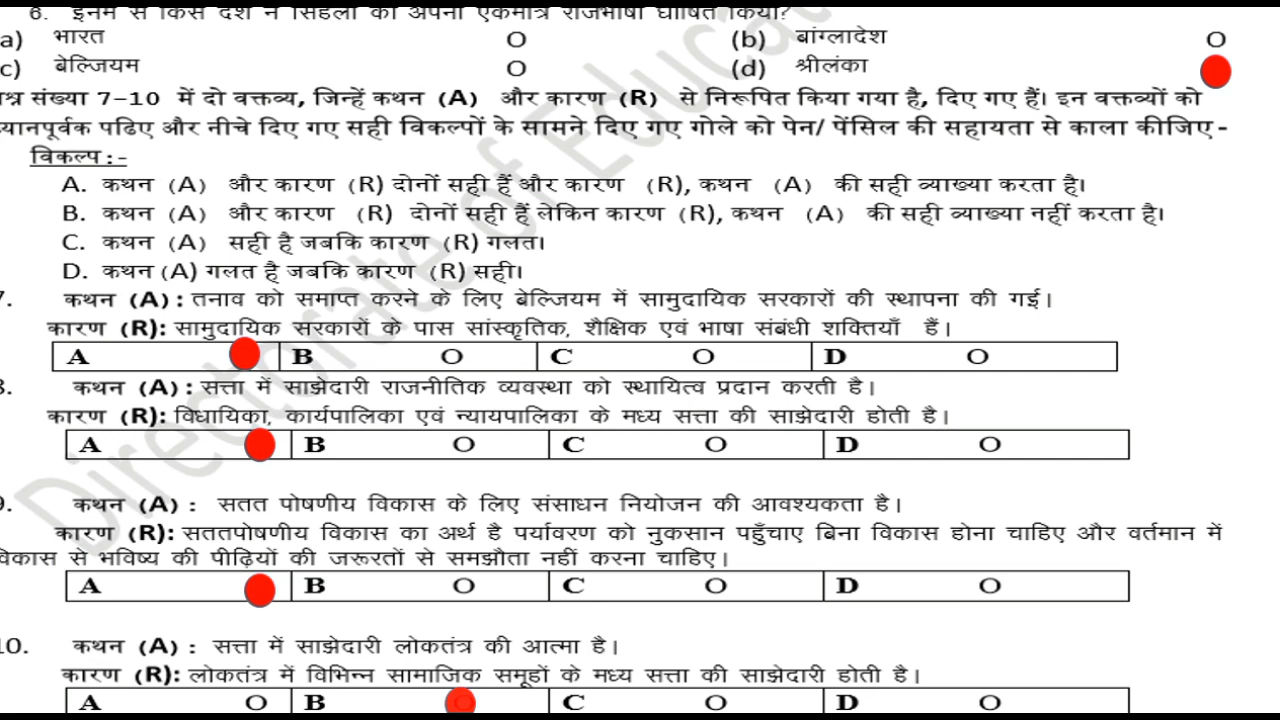 6. इनमें से किस देश ने सिंहली को अपनी एकमात्र राजभाषा घोषित किया?
a) भारत O (b) बांग्लादेश O
c) बेल्जियम O (d) श्रीलंका
श्न संख्या 7–10 में दो वक्तव्य, जिन्हें कथन (A) और कारण (R) से निरूपित किया गया है, दिए गए हैं। इन वक्तव्यों को
यानपूर्वक पढिए और नीचे दिए गए सही विकल्पों के सामने दिए गए गोले को पेन/ पेंसिल की सहायता से काला कीजिए -
विकल्प :-
A. कथन (A) और कारण (R) दोनों सही हैं और कारण (R), कथन (A) की सही व्याख्या करता है।
B. कथन (A) और कारण (R) दोनों सही हैं लेकिन कारण (R), कथन (A) की सही व्याख्या नहीं करता है।
C. कथन (A) सही है जबकि कारण (R) गलत।
D. कथन (A) गलत है जबकि कारण (R) सही।
7. कथन (A) : तनाव को समाप्त करने के लिए बेल्जियम में सामुदायिक सरकारों की स्थापना की गई।
कारण (R): सामुदायिक सरकारों के पास सांस्कृतिक, शैक्षिक एवं भाषा संबंधी शक्तियाँ हैं।
A B O C O D O
8. कथन (A) : सत्ता में साझेदारी राजनीतिक व्यवस्था को स्थायित्व प्रदान करती है।
कारण (R): विधायिका, कार्यपालिका एवं न्यायपालिका के मध्य सत्ता की साझेदारी होती है।
A B O C O D O
9. कथन (A) : सतत पोषणीय विकास के लिए संसाधन नियोजन की आवश्यकता है।
कारण (R): सततपोषणीय विकास का अर्थ है पर्यावरण को नुकसान पहुँचाए बिना विकास होना चाहिए और वर्तमान में
विकास से भविष्य की पीढ़ियों की जरूरतों से समझौता नहीं करना चाहिए।
A B O C O D O
10. कथन (A) : सत्ता में साझेदारी लोकतंत्र की आत्मा है।
कारण (R): लोकतंत्र में विभिन्न सामाजिक समूहों के मध्य सत्ता की साझेदारी होती है।
A O B O C O D O
Directorate of Educat